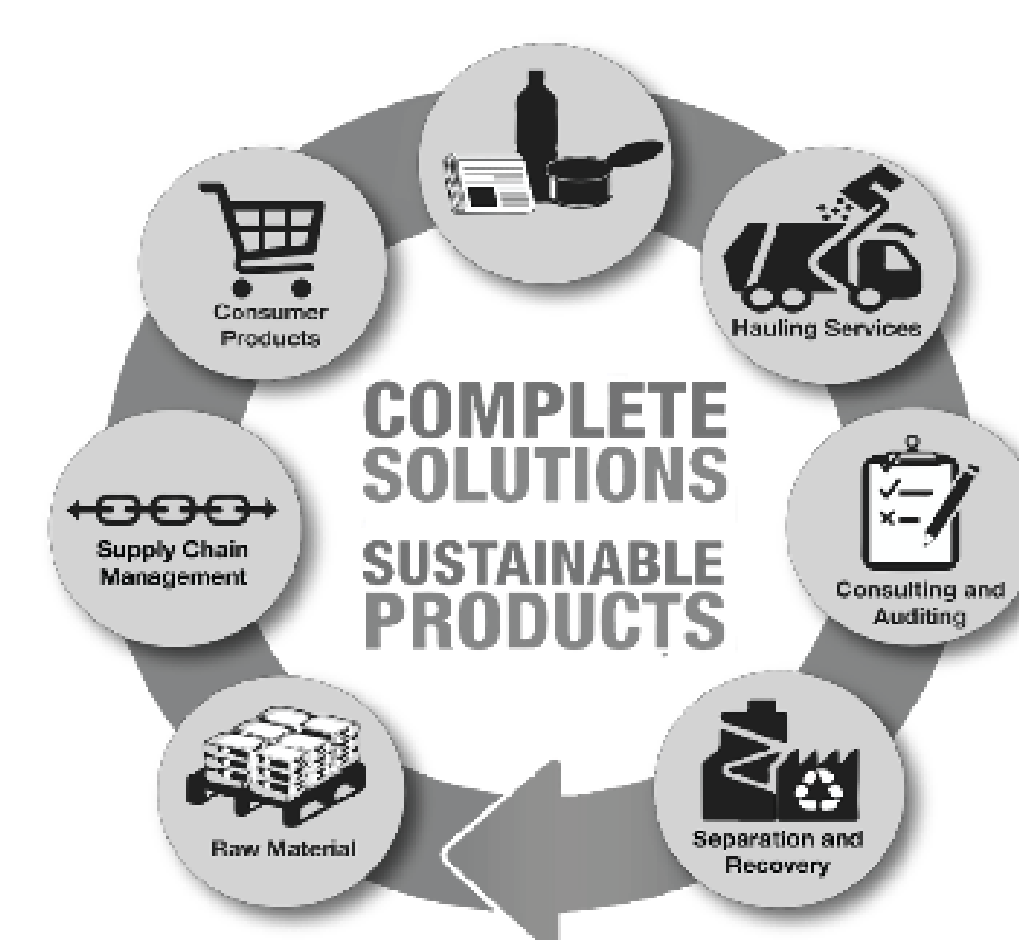 COMPLETE
SOLUTIONS
SUSTAINABLE
PRODUCTS
Hauling Services
Consulting and
Auditing
Separation and
Recovery
Raw Material
Supply Chain
Management
Consumer
Products